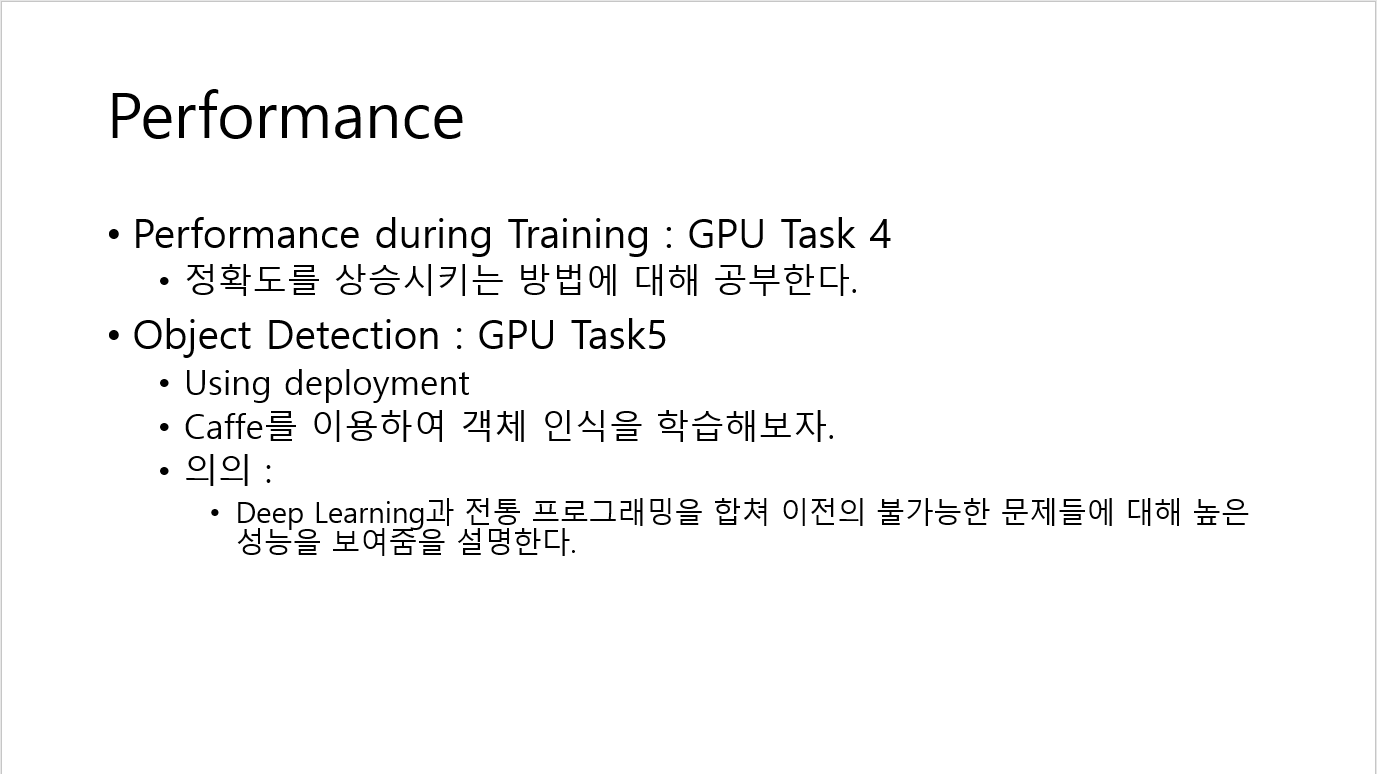 Performance
• Performance during Training : GPU Task 4
• 정확도를 상승시키는 방법에 대해 공부한다.
• Object Detection : GPU Task5
• Using deployment
• Caffe를 이용하여 객체 인식을 학습해보자.
• 의의 :
• Deep Learning과 전통 프로그래밍을 합쳐 이전의 불가능한 문제들에 대해 높은
성능을 보여줌을 설명한다.